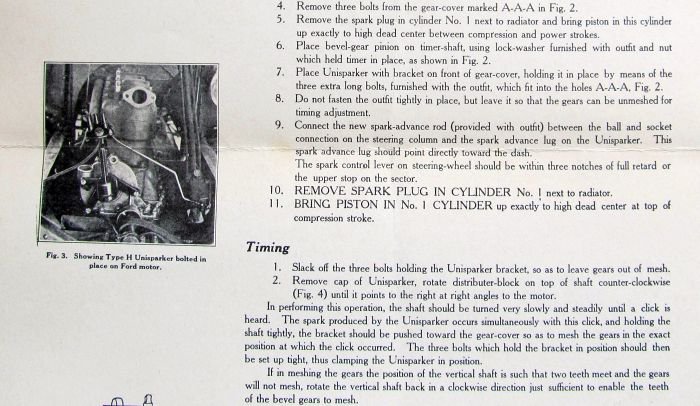 4. Remove three bolts from the gear-cover marked A-A-A in Fig. 2.
5. Remove the spark plug in cylinder No. 1 next to radiator and bring piston in this cylinder
up exactly to high dead center between compression and power strokes.
6. Place bevel-gear pinion on timer-shaft, using lock-washer furnished with outfit and nut
which held timer in place, as shown in Fig. 2.
7. Place Unisparker with bracket on front of gear-cover, holding it in place by means of the
three extra long bolts, furnished with the outfit, which fit into the holes A-A-A, Fig. 2.
8. Do not fasten the outfit tightly in place, but leave it so that the gears can be unmeshed for
timing adjustment.
9. Connect the new spark-advance rod (provided with outfit) between the ball and socket
connection on the steering column and the spark advance lug on the Unisparker. This
spark advance lug should point directly toward the dash.
The spark control lever on steering-wheel should be within three notches of full retard or
the upper stop on the sector.
10. REMOVE SPARK PLUG IN CYLINDER No. 1 next to radiator.
11. BRING PISTON IN No. 1 CYLINDER up exactly to high dead center at top of
compression stroke.
Fig. 3. Showing Type H Unisparker bolted in
place on Ford motor.
Timing
1. Slack off the three bolts holding the Unisparker bracket, so as to leave gears out of mesh.
2. Remove cap of Unisparker, rotate distributer-block on top of shaft counter-clockwise
(Fig. 4) until it points to the right at right angles to the motor.
In performing this operation, the shaft should be turned very slowly and steadily until a click is
heard. The spark produced by the Unisparker occurs simultaneously with this click, and holding the
shaft tightly, the bracket should be pushed toward the gear-cover so as to mesh the gears in the exact
position at which the click occurred. The three bolts which hold the bracket in position should then
be set up tight, thus clamping the Unisparker in position.
If in meshing the gears the position of the vertical shaft is such that two teeth meet and the gears
will not mesh, rotate the vertical shaft back in a clockwise direction just sufficient to enable the teeth
of the bevel gears to mesh.